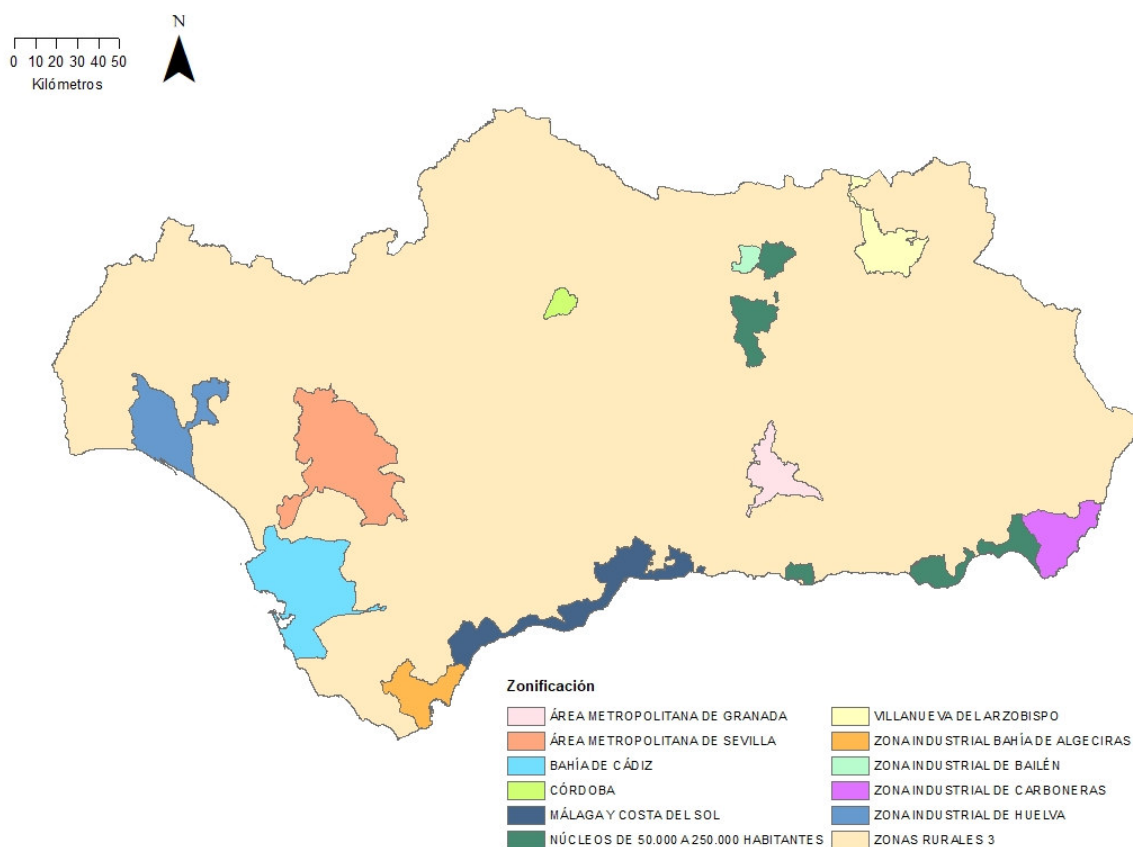 N
0 10 20 30 40 50
Kilómetros
Zonificación
ÁREA METROPOLITANA DE GRANADA
ÁREA METROPOLITANA DE SEVILLA
BAHÍA DE CÁDIZ
CÓRDOBA
MÁLAGA Y COSTA DEL SOL
NÚCLEOS DE 50.000 A 250.000 HABITANTES
VILLANUEVA DEL ARZOBISPO
ZONA INDUSTRIAL BAHÍA DE ALGECIRAS
ZONA INDUSTRIAL DE BAILÉN
ZONA INDUSTRIAL DE CARBONERAS
ZONA INDUSTRIAL DE HUELVA
ZONAS RURALES 3